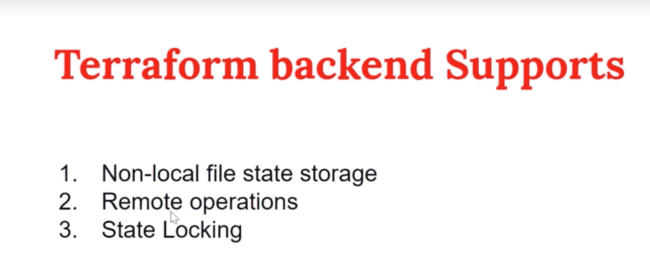 Terraform backend Supports
1. Non-local file state storage
2. Remote operations
3. State Locking